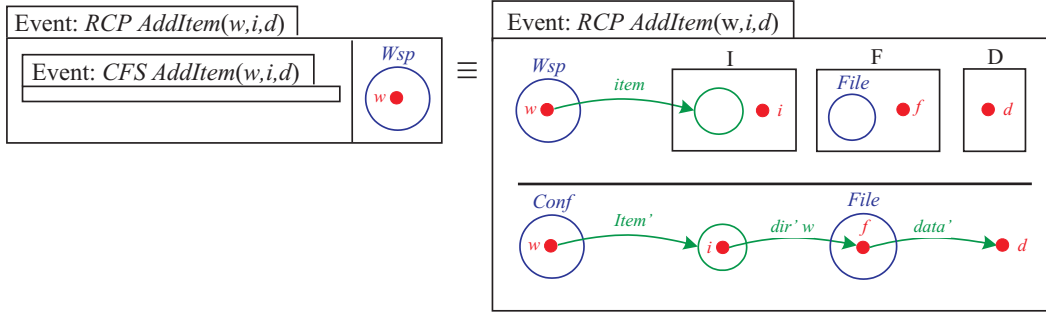 Event: RCP AddItem(w,i,d)
Event: CFS AddItem(w,i,d)
Wsp
w
≡
Event: RCP AddItem(w,i,d)
I F D
Wsp item File
w i f d
Conf Item’ dir’ w File data’
w i f d